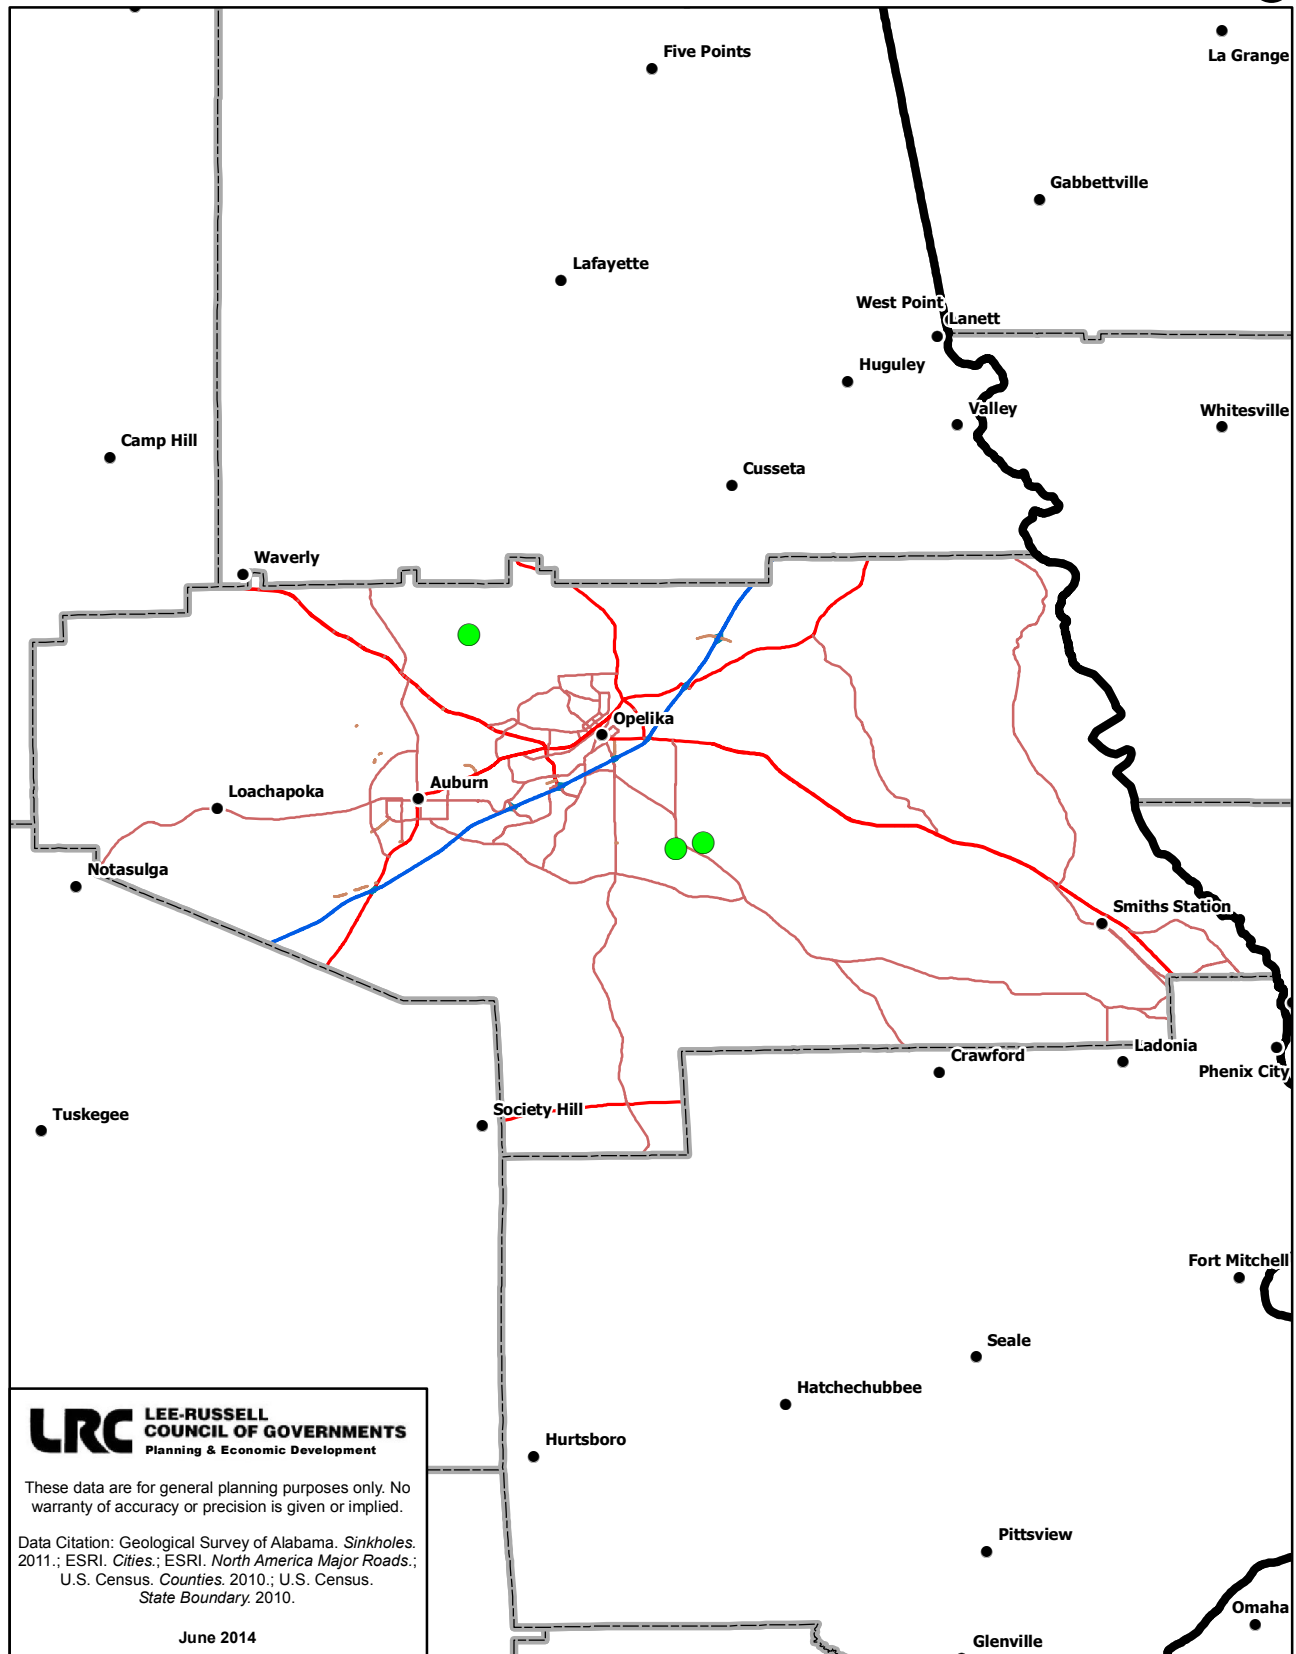 Five Points
La Grange
Gabbettville
Lafayette
West Point
Lanett
Huguley
Valley
Whitesville
Camp Hill
Cusseta
Waverly
Opelika
Auburn
Loachapoka
Notasulga
Smiths Station
Ladonia
Crawford
Phenix City
Society Hill
Tuskegee
Fort Mitchell
Seale
Hatchechubbee
Hurtsboro
Pittsview
Omaha
Glenville
LRC
LEE-RUSSELL
COUNCIL OF GOVERNMENTS
Planning & Economic Development
These data are for general planning purposes only. No
warranty of accuracy or precision is given or implied.
Data Citation: Geological Survey of Alabama. Sinkholes.
2011.; ESRI. Cities.; ESRI. North America Major Roads.;
U.S. Census. Counties. 2010.; U.S. Census.
State Boundary. 2010.
June 2014